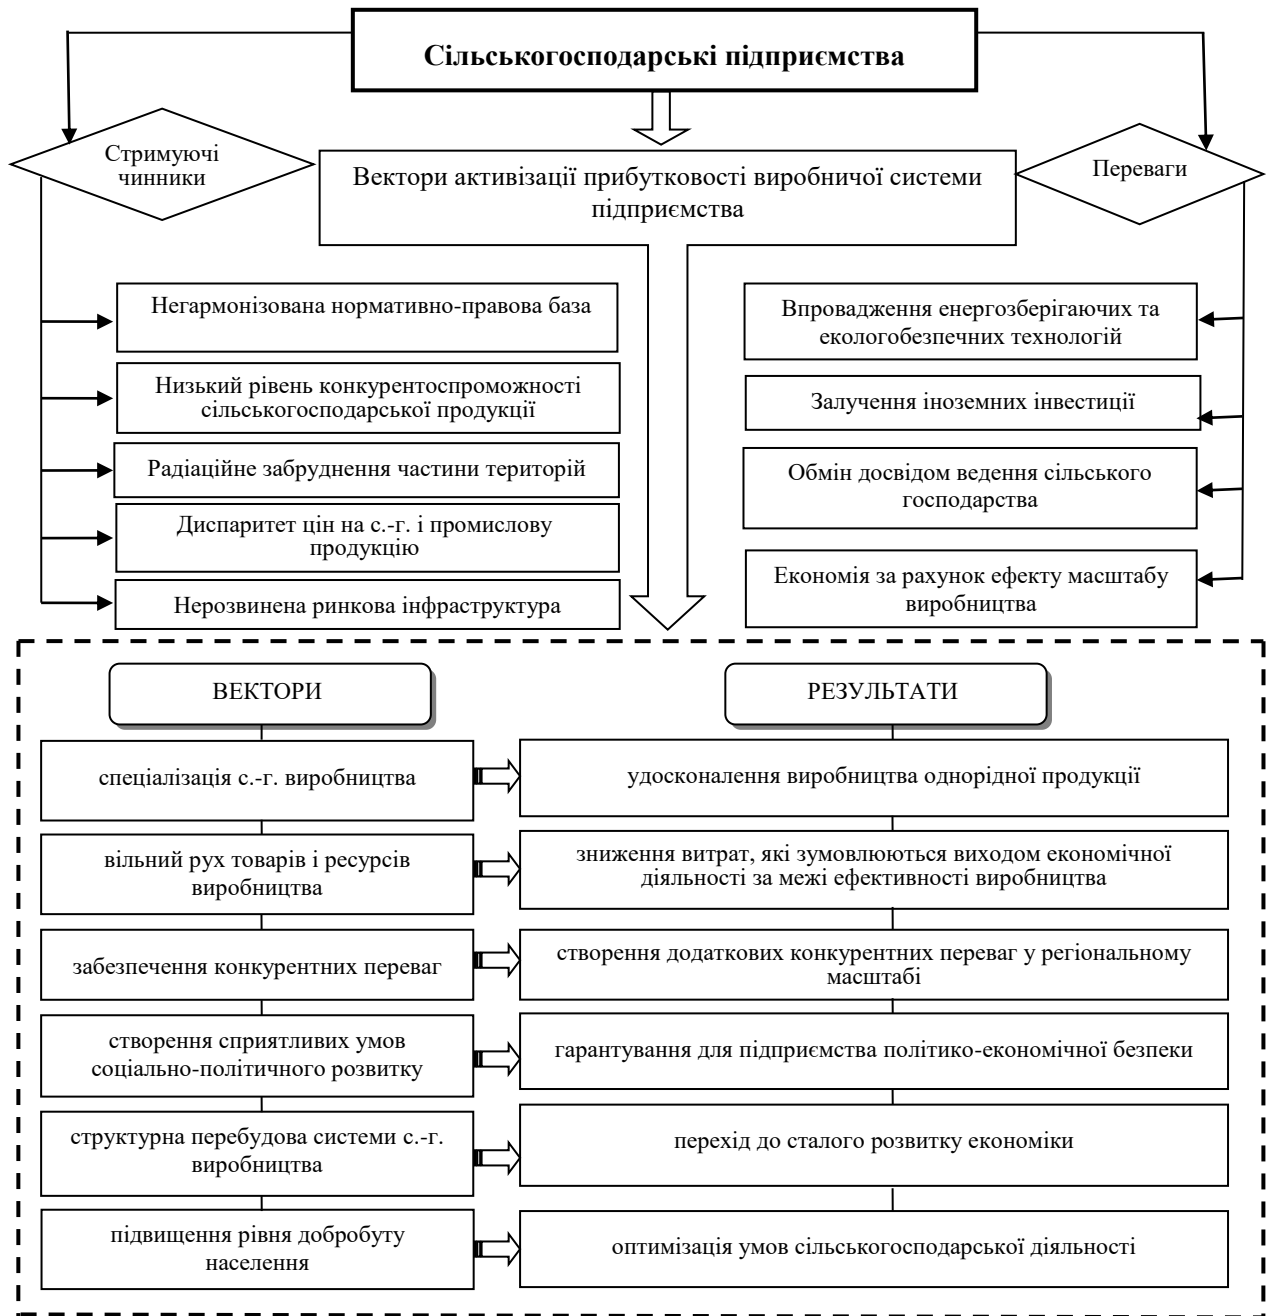 Сільськогосподарські підприємства
Стримуючі
чинники
Вектори активізації прибутковості виробничої системи
підприємства
Переваги
Негармонізована нормативно-правова база
Низький рівень конкурентоспроможності
сільськогосподарської продукції
Радіаційне забруднення частини територій
Диспаритет цін на с.-г. і промислову
продукцію
Нерозвинена ринкова інфраструктура
Впровадження енергозберігаючих та
екологобезпечних технологій
Залучення іноземних інвестиції
Обмін досвідом ведення сільського
господарства
Економія за рахунок ефекту масштабу
виробництва
ВЕКТОРИ
РЕЗУЛЬТАТИ
спеціалізація с.-г. виробництва
удосконалення виробництва однорідної продукції
вільний рух товарів і ресурсів
виробництва
зниження витрат, які зумовлюються виходом економічної
діяльності за межі ефективності виробництва
забезпечення конкурентних переваг
створення додаткових конкурентних переваг у регіональному
масштабі
створення сприятливих умов
соціально-політичного розвитку
гарантування для підприємства політико-економічної безпеки
структурна перебудова системи с.-г.
виробництва
перехід до сталого розвитку економіки
підвищення рівня добробуту
населення
оптимізація умов сільськогосподарської діяльності